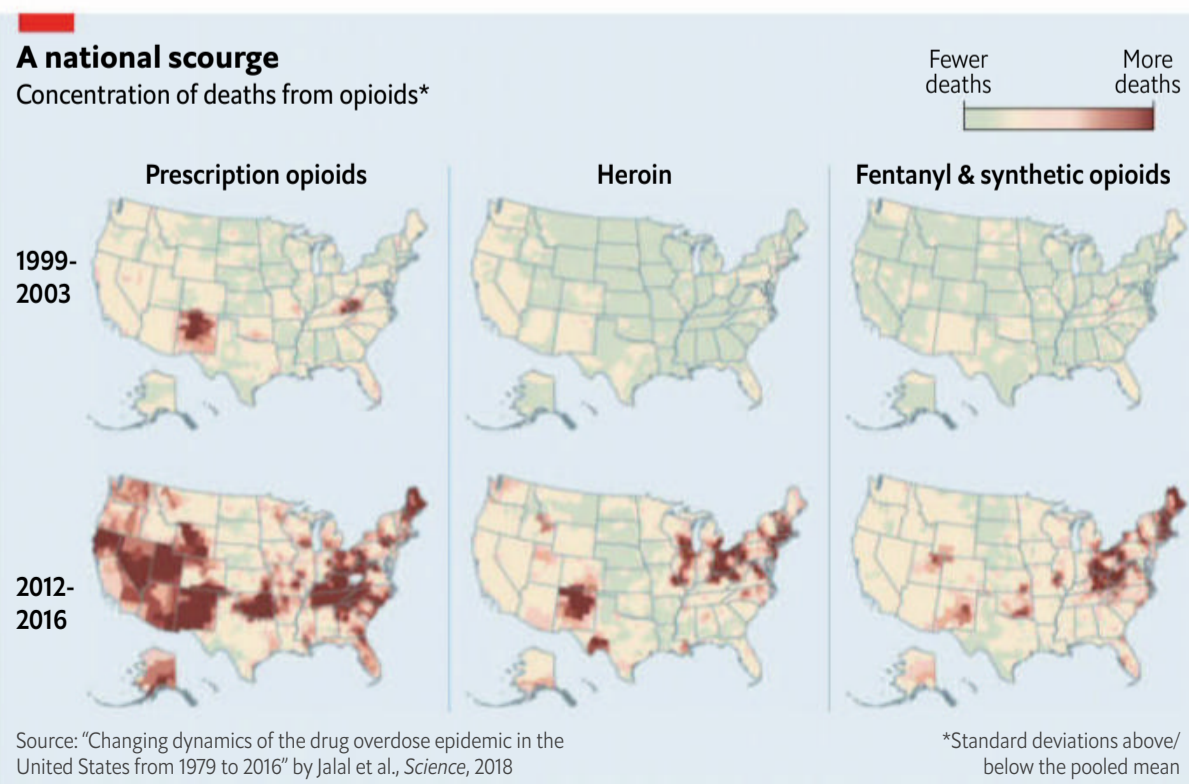 A national scourge
Concentration of deaths from opioids*
Fewer
deaths
More
deaths
Prescription opioids
Heroin
Fentanyl & synthetic opioids
1999-
2003
2012-
2016
Source: “Changing dynamics of the drug overdose epidemic in the
United States from 1979 to 2016” by Jalal et al., Science, 2018
*Standard deviations above/
below the pooled mean